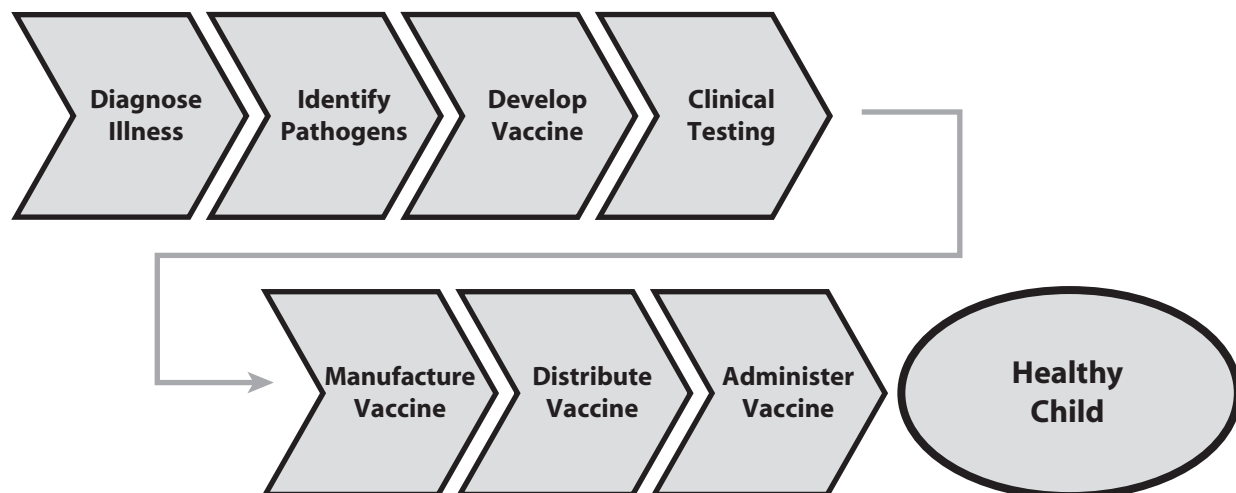 Diagnose
Illness
Identify
Pathogens
Develop
Vaccine
Clinical
Testing
Manufacture
Vaccine
Distribute
Vaccine
Administer
Vaccine
Healthy
Child